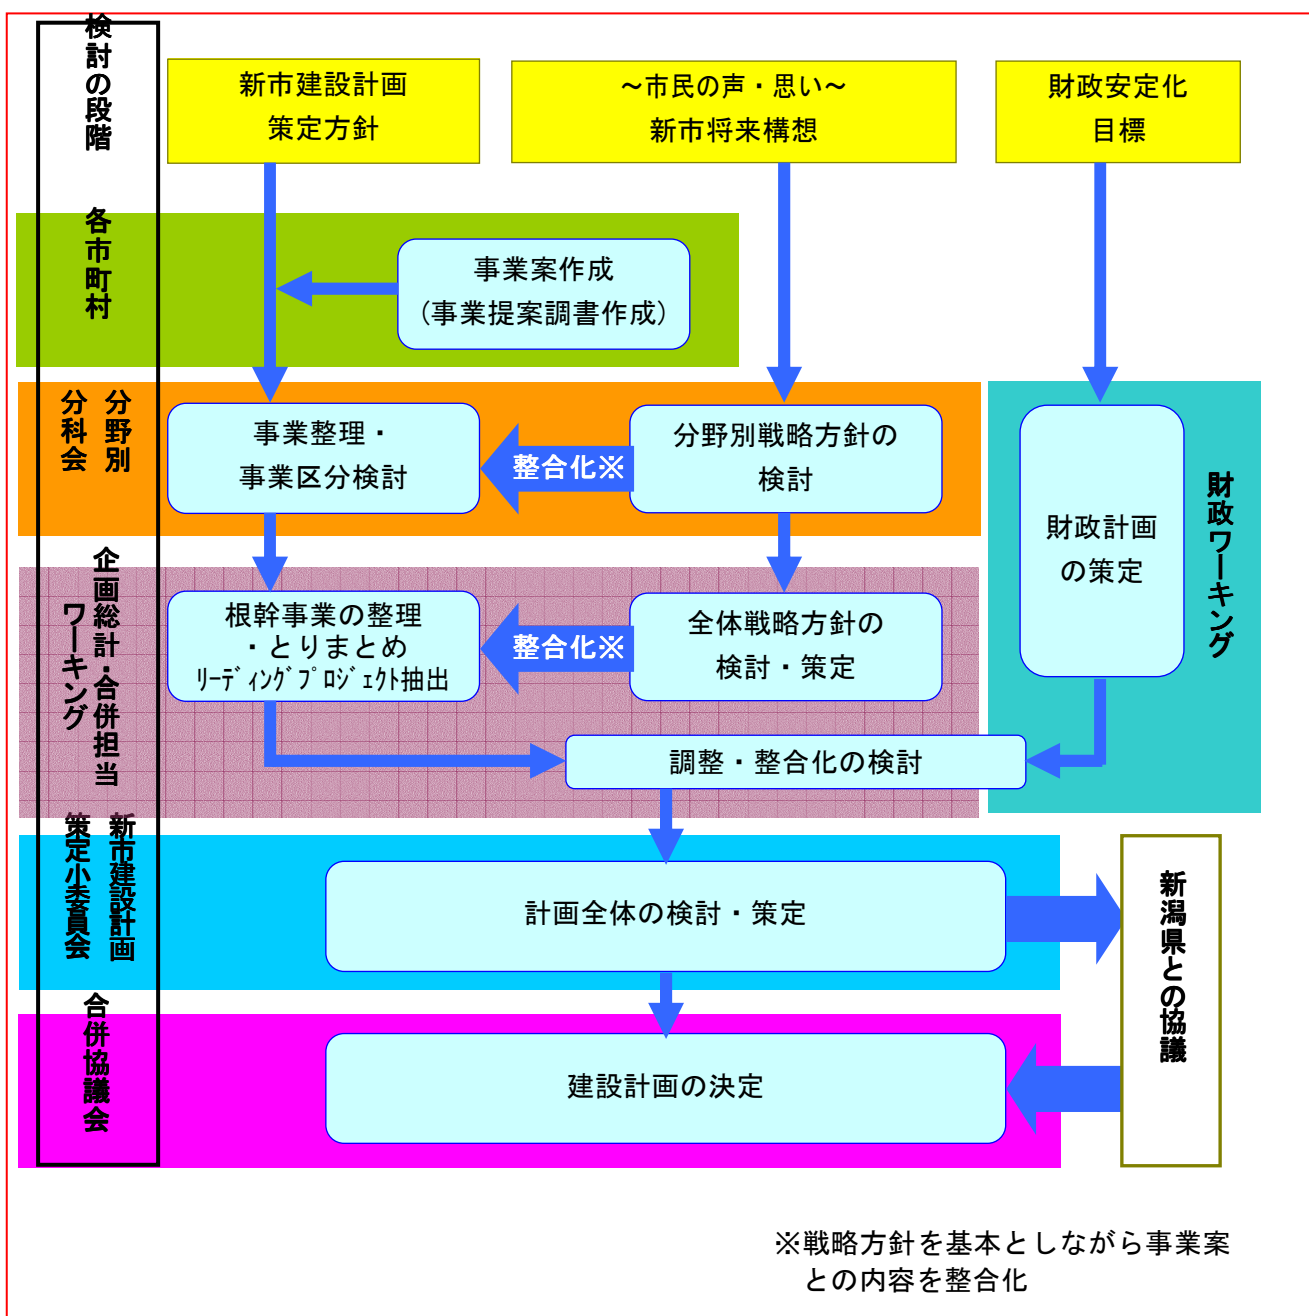 検討の段階
新市建設計画
策定方針
～市民の声・思い～
新市将来構想
財政安定化
目標
各市町村
事業案作成
(事業提案調書作成)
分野別
分科会
事業整理・
事業区分検討
整合化※
分野別戦略方針の
検討
財政計画
の策定
財政ワーキング
企画総計・合併担当
ワーキング
根幹事業の整理
・とりまとめ
ﾘｰﾃﾞｨﾝｸﾞﾌﾟﾛｼﾞｪｸﾄ抽出
整合化※
全体戦略方針の
検討・策定
調整・整合化の検討
新市建設計画
策定小委員会
計画全体の検討・策定
新潟県との協議
合併協議会
建設計画の決定
※戦略方針を基本としながら事業案
との内容を整合化